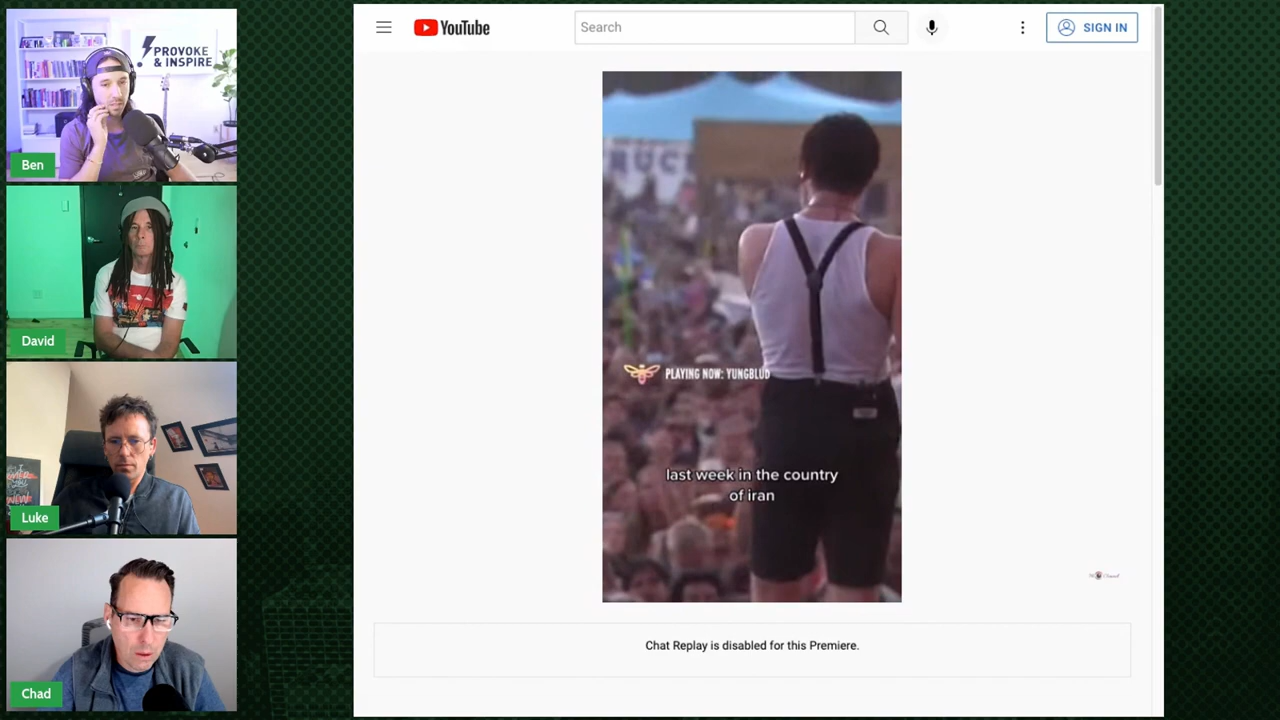 PROVOKE
& INSPIRE
Ben
David
Luke
Chad
YouTube
Search
SIGN IN
PLAYING NOW: YUNGBLUD
last week in the country
of iran
Chat Replay is disabled for this Premiere.